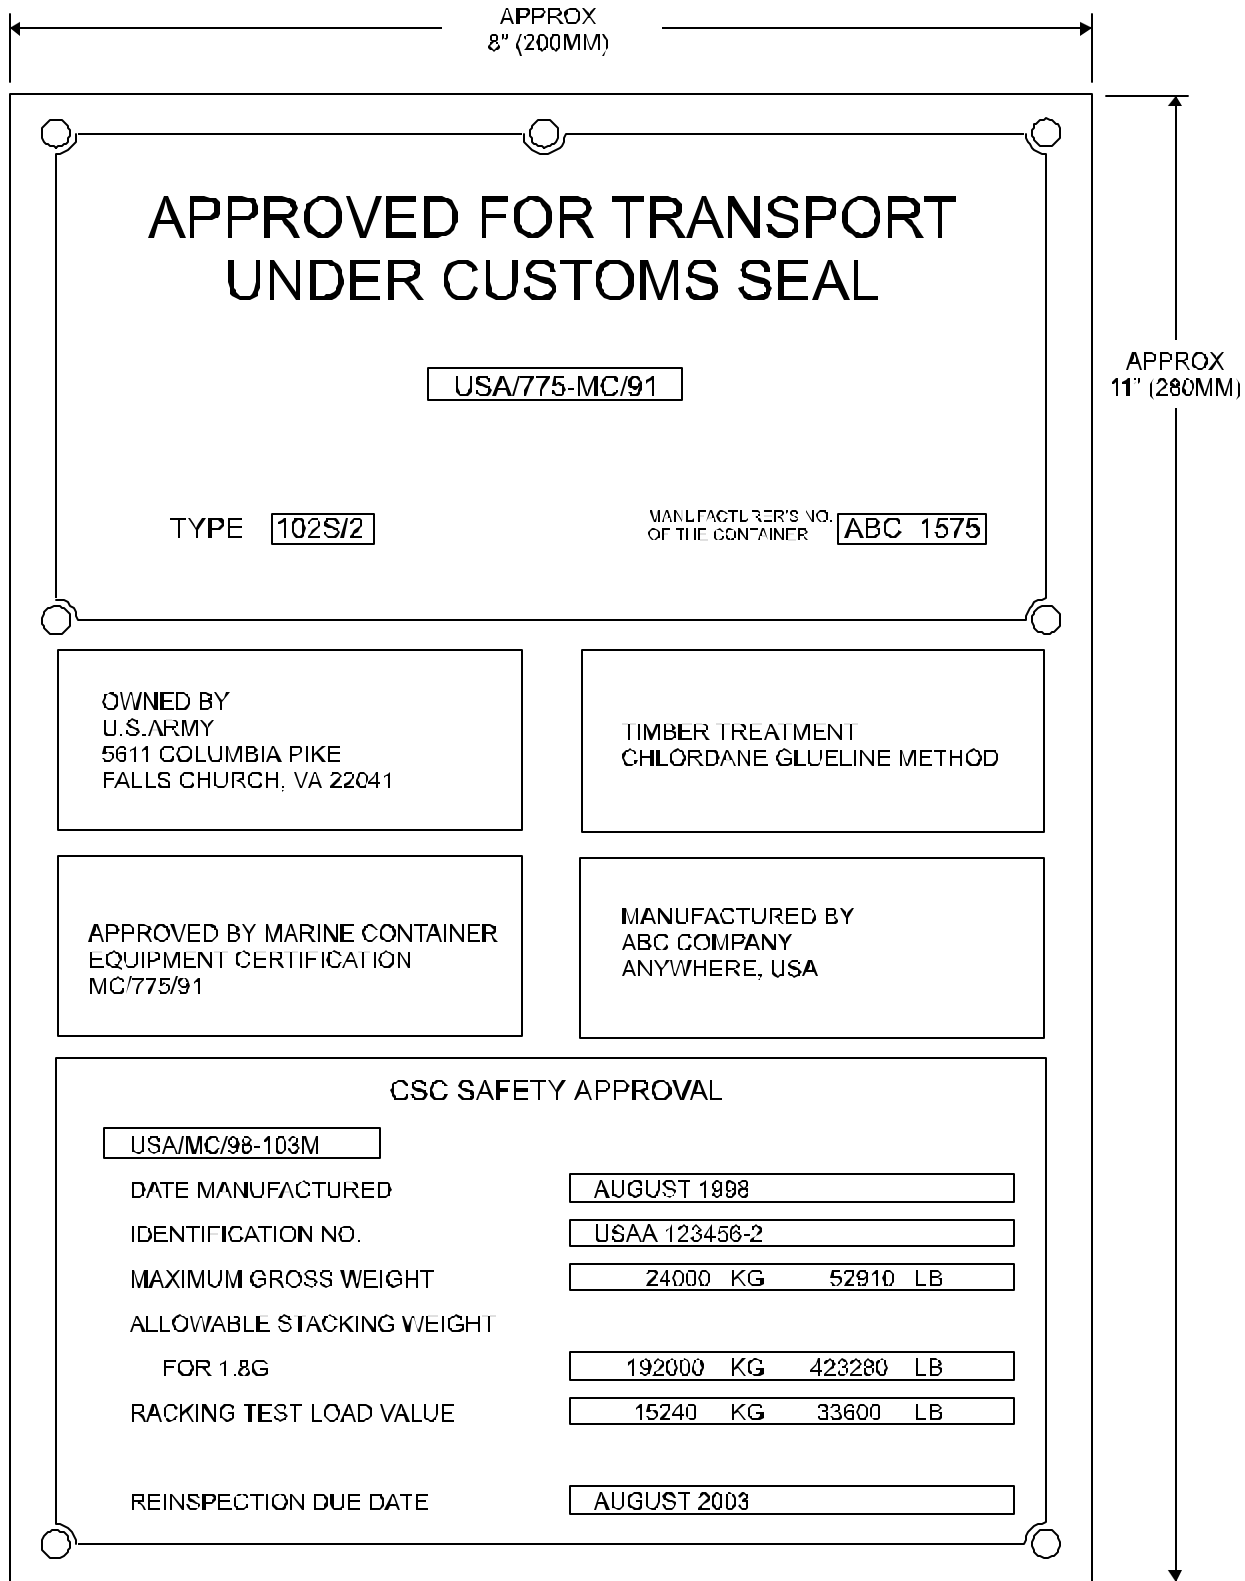 APPROX
8" (200MM)
APPROVED FOR TRANSPORT
UNDER CUSTOMS SEAL
USA/775-MC/91
APPROX
11" (280MM)
TYPE 102S/2
MANUFACTURER'S NO.
OF THE CONTAINER
ABC 1575
OWNED BY
U.S.ARMY
5611 COLUMBIA PIKE
FALLS CHURCH, VA 22041
TIMBER TREATMENT
CHLORDANE GLUELINE METHOD
APPROVED BY MARINE CONTAINER
EQUIPMENT CERTIFICATION
MC/775/91
MANUFACTURED BY
ABC COMPANY
ANYWHERE, USA
CSC SAFETY APPROVAL
USA/MC/98-103M
DATE MANUFACTURED AUGUST 1998
IDENTIFICATION NO. USAA 123456-2
MAXIMUM GROSS WEIGHT 24000 KG 52910 LB
ALLOWABLE STACKING WEIGHT
FOR 1.8G 192000 KG 423280 LB
RACKING TEST LOAD VALUE 15240 KG 33600 LB
REINSPECTION DUE DATE AUGUST 2003